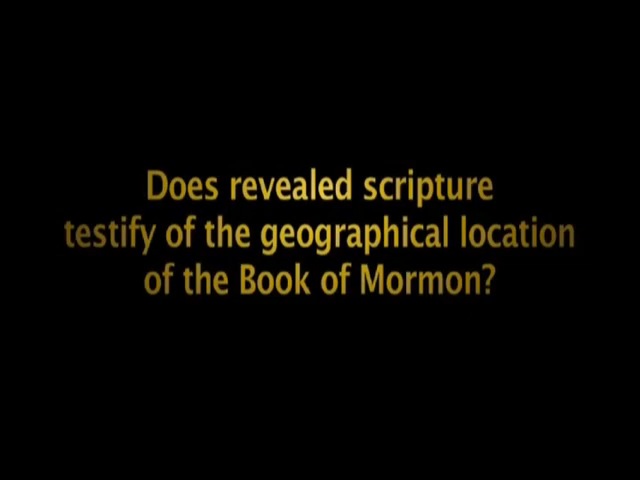 Does revealed scripture
testify of the geographical location
of the Book of Mormon?